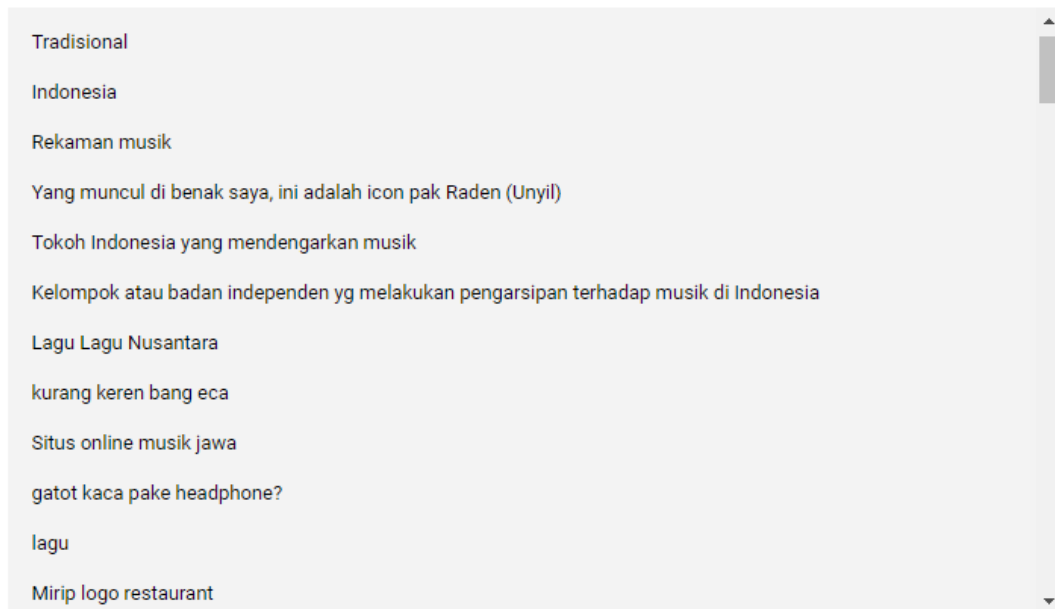 Tradisional
Indonesia
Rekaman musik
Yang muncul di benak saya, ini adalah icon pak Raden (Unyil)
Tokoh Indonesia yang mendengarkan musik
Kelompok atau badan independen yg melakukan pengarsipan terhadap musik di Indonesia
Lagu Lagu Nusantara
kurang keren bang eca
Situs online musik jawa
gatot kaca pake headphone?
lagu
Mirip logo restaurant